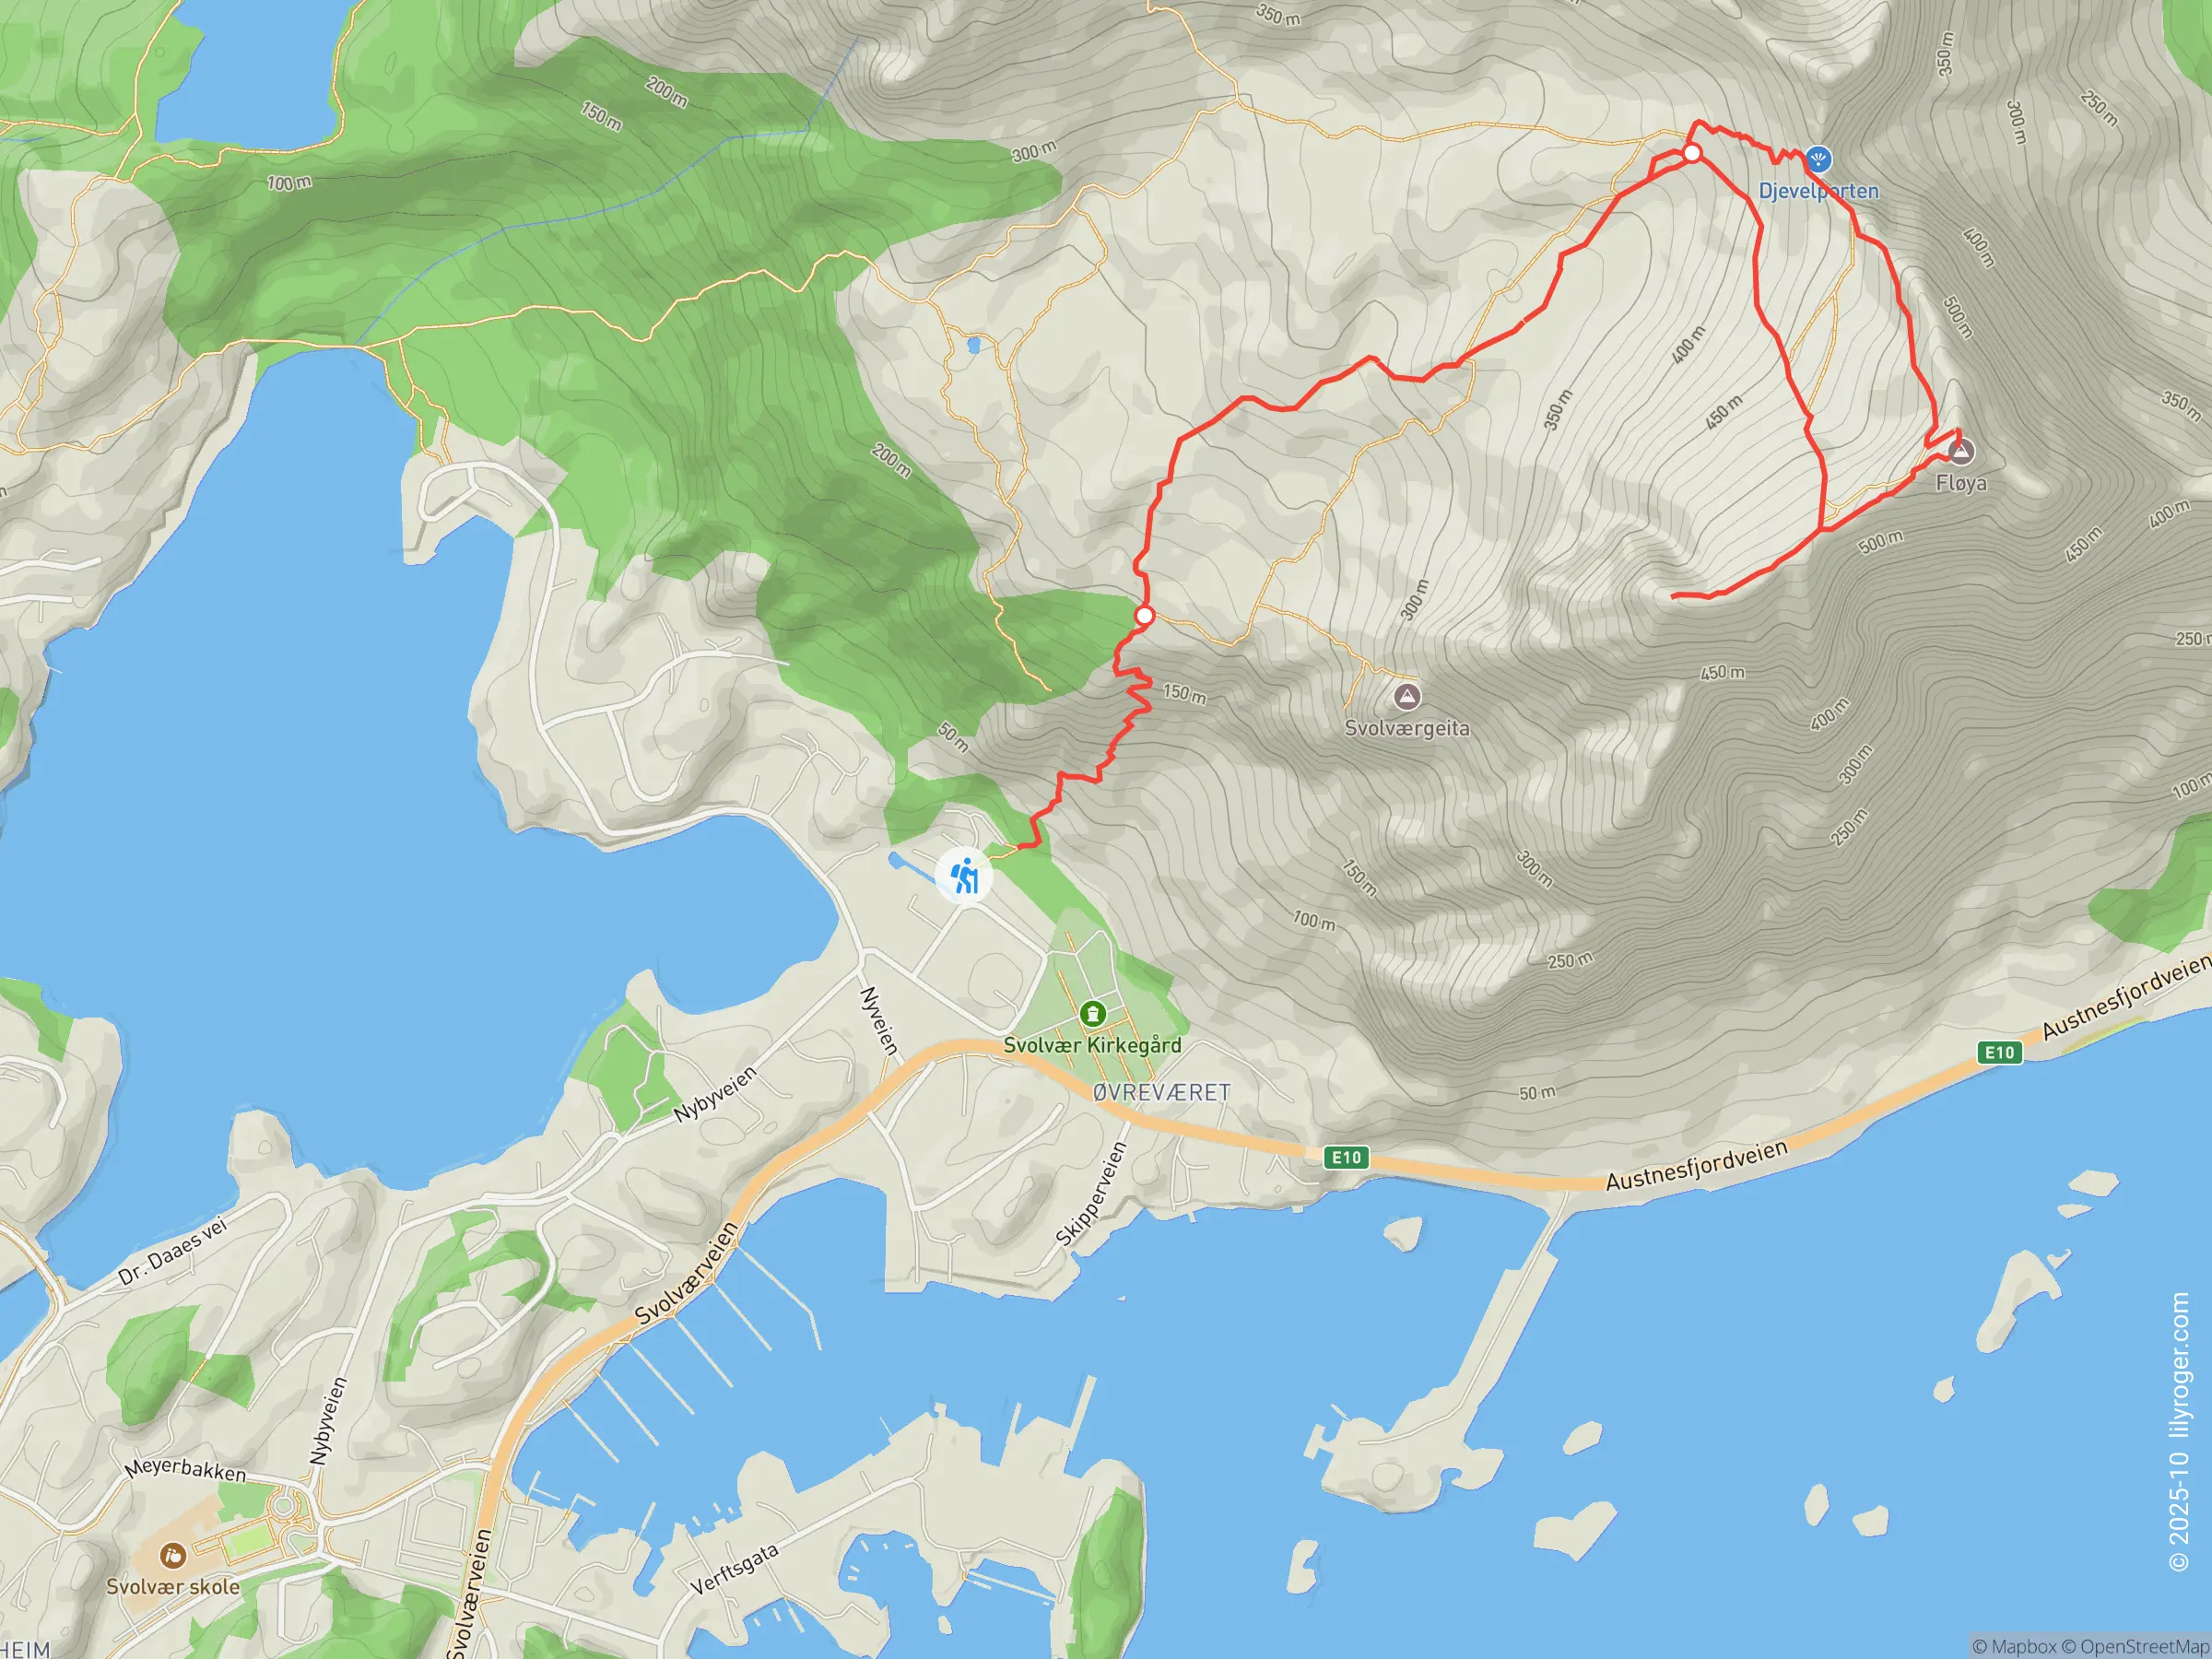 350 m
350 m
200 m
250 m
150 m
300 m
300 m
100 m
Djevelporten
400 m
500 m
400 m
350 m
350 m
450 m
200 m
Fløya
400 m
500 m
450 m
300 m
250 m
450 m
150 m
400 m
Svolværgeita
50 m
300 m
100 m
250 m
300 m
150 m
100 m
250 m
Austnesfjordveien
Nyveien
Svolvær Kirkegård
E10
ØVREVÆRET
50 m
Nybyveien
E10
Austnesfjordveien
Skipperveien
Dr. Daaes vei
Svolværveien
Nybyveien
Meyerbakken
Svolvær skole
Verftsgata
Svolværveien
HEIM
© 2025-10 lilyroger.com
© Mapbox © OpenStreetMap